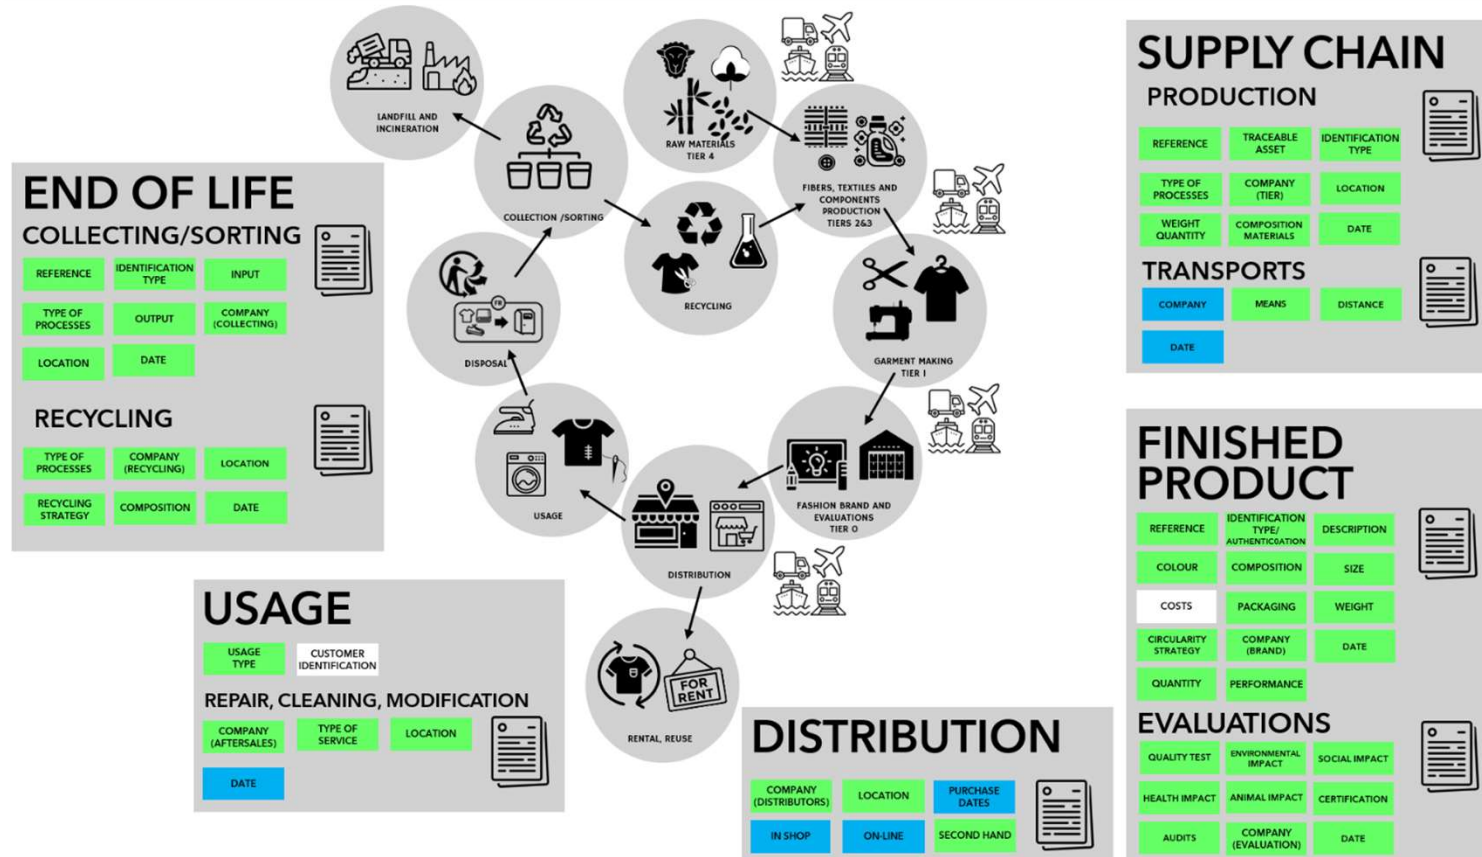 LANDFILL AND
INCINERATION
COLLECTION /SORTING
RAW MATERIALS
TIER 4
FIBERS, TEXTILES AND
COMPONENTS
PRODUCTION
TIERS 2&3
RECYCLING
FR
DISPOSAL
GARMENT MAKING
TIER 1
USAGE
FASHION BRAND AND
EVALUATIONS
TIER 0
DISTRIBUTION
FOR
RENT
RENTAL, REUSE
END OF LIFE
COLLECTING/SORTING
REFERENCE
IDENTIFICATION
TYPE
INPUT
TYPE OF
PROCESSES
OUTPUT
COMPANY
(COLLECTING)
LOCATION
DATE
RECYCLING
TYPE OF
PROCESSES
COMPANY
(RECYCLING)
LOCATION
RECYCLING
STRATEGY
COMPOSITION
DATE
USAGE
USAGE
TYPE
CUSTOMER
IDENTIFICATION
REPAIR, CLEANING, MODIFICATION
COMPANY
(AFTERSALES)
TYPE OF
SERVICE
LOCATION
DATE
DISTRIBUTION
COMPANY
(DISTRIBUTORS)
LOCATION
PURCHASE
DATES
IN SHOP
ON-LINE
SECOND HAND
SUPPLY CHAIN
PRODUCTION
REFERENCE
TRACEABLE
ASSET
IDENTIFICATION
TYPE
TYPE OF
PROCESSES
COMPANY
(TIER)
LOCATION
WEIGHT
QUANTITY
COMPOSITION
MATERIALS
DATE
TRANSPORTS
COMPANY
MEANS
DISTANCE
DATE
FINISHED
PRODUCT
REFERENCE
IDENTIFICATION
TYPE/
AUTHENTICATION
DESCRIPTION
COLOUR
COMPOSITION
SIZE
COSTS
PACKAGING
WEIGHT
CIRCULARITY
STRATEGY
COMPANY
(BRAND)
DATE
QUANTITY
PERFORMANCE
EVALUATIONS
QUALITY TEST
ENVIRONMENTAL
IMPACT
SOCIAL IMPACT
HEALTH IMPACT
ANIMAL IMPACT
CERTIFICATION
AUDITS
COMPANY
(EVALUATION)
DATE